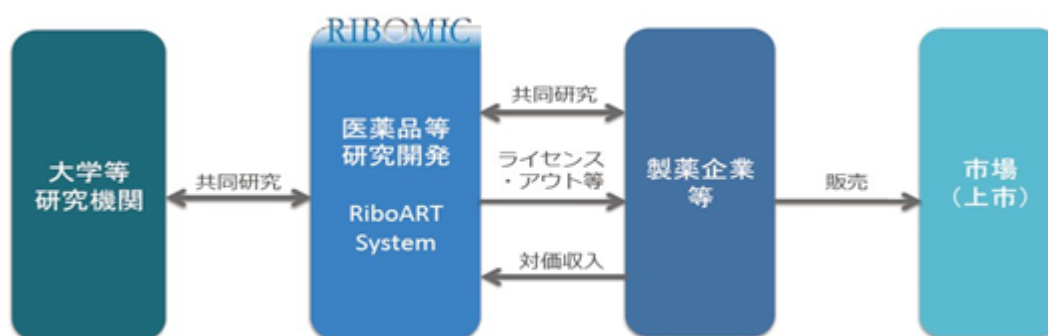 RIBOMIC
大学等
研究機関
共同研究
医薬品等
研究開発
RiboART
System
共同研究
ライセンス
・アウト等
対価収入
製薬企業
等
販売
市場
（上市）